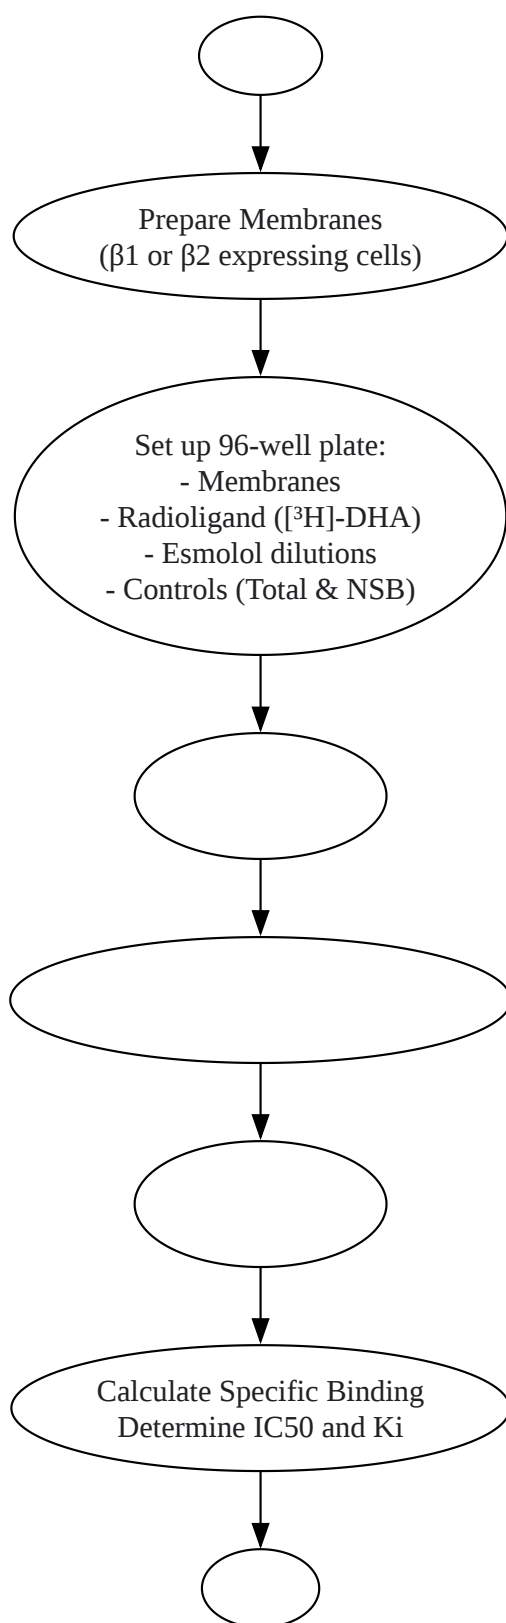 Prepare Membranes
(β1 or β2 expressing cells)
Set up 96-well plate:
- Membranes
- Radioligand ([³H]-DHA)
- Esmolol dilutions
- Controls (Total & NSB)
Calculate Specific Binding
Determine IC50 and Ki